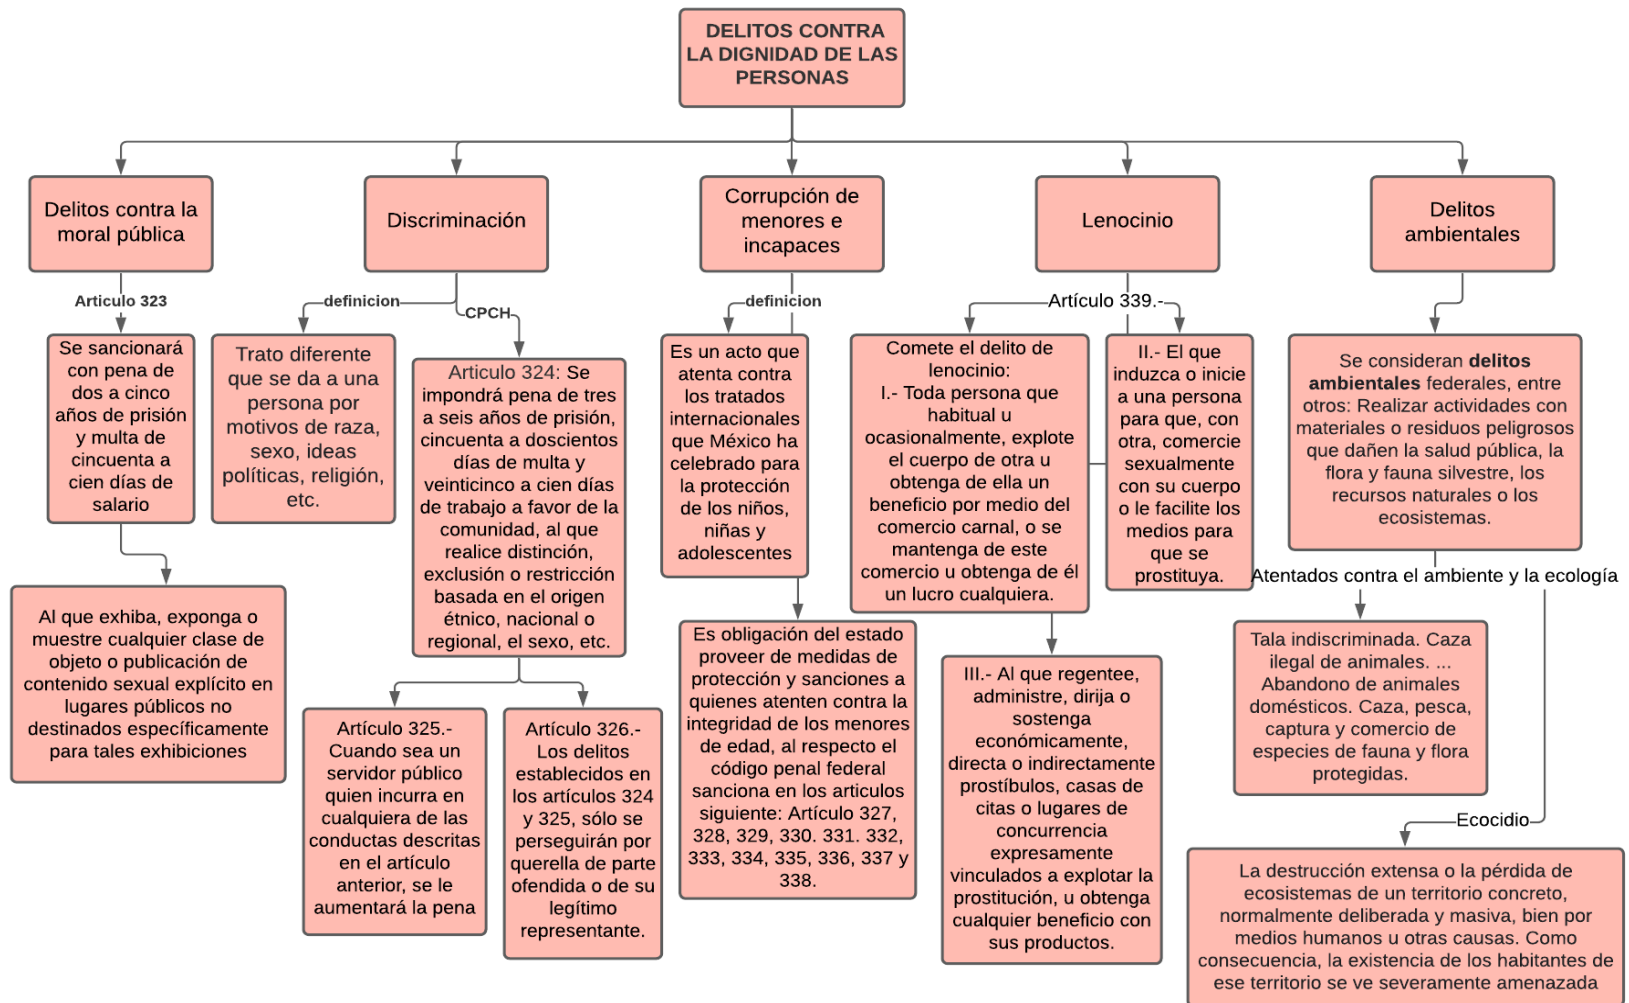 DELITOS CONTRA
LA DIGNIDAD DE LAS
PERSONAS
Delitos contra la
moral pública
Discriminación
Corrupción de
menores e
incapaces
Lenocinio
Delitos
ambientales
Articulo 323
definicion
CPCH
definicion
Artículo 339.-
Se sancionará
con pena de
dos a cinco
años de prisión
y multa de
cincuenta a
cien días de
salario
Trato diferente
que se da a una
persona por
motivos de raza,
sexo, ideas
políticas, religión,
etc.
Articulo 324: Se
impondrá pena de tres
a seis años de prisión,
cincuenta a doscientos
días de multa y
veinticinco a cien días
de trabajo a favor de la
comunidad, al que
realice distinción,
exclusión o restricción
basada en el origen
étnico, nacional o
regional, el sexo, etc.
Es un acto que
atenta contra
los tratados
internacionales
que México ha
celebrado para
la protección
de los niños,
niñas y
adolescentes
Comete el delito de
lenocinio:
I.- Toda persona que
habitual u
ocasionalmente, explote
el cuerpo de otra u
obtenga de ella un
beneficio por medio del
comercio carnal, o se
mantenga de este
comercio u obtenga de él
un lucro cualquiera.
II.- El que
induzca o inicie
a una persona
para que, con
otra, comercie
sexualmente
con su cuerpo
o le facilite los
medios para
que se
prostituya.
Se consideran delitos
ambientales federales, entre
otros: Realizar actividades con
materiales o residuos peligrosos
que dañen la salud pública, la
flora y fauna silvestre, los
recursos naturales o los
ecosistemas.
Atentados contra el ambiente y la ecología
Al que exhiba, exponga o
muestre cualquier clase de
objeto o publicación de
contenido sexual explícito en
lugares públicos no
destinados específicamente
para tales exhibiciones
Artículo 325.-
Cuando sea un
servidor público
quien incurra en
cualquiera de las
conductas descritas
en el artículo
anterior, se le
aumentará la pena
Artículo 326.-
Los delitos
establecidos en
los artículos 324
y 325, sólo se
perseguirán por
querella de parte
ofendida o de su
legítimo
representante.
Es obligación del estado
proveer de medidas de
protección y sanciones a
quienes atenten contra la
integridad de los menores
de edad, al respecto el
código penal federal
sanciona en los articulos
siguiente: Artículo 327,
328, 329, 330. 331. 332,
333, 334, 335, 336, 337 y
338.
III.- Al que regentee,
administre, dirija o
sostenga
económicamente,
directa o indirectamente
prostíbulos, casas de
citas o lugares de
concurrencia
expresamente
vinculados a explotar la
prostitución, u obtenga
cualquier beneficio con
sus productos.
Tala indiscriminada. Caza
ilegal de animales. ...
Abandono de animales
domésticos. Caza, pesca,
captura y comercio de
especies de fauna y flora
protegidas.
Ecocidio
La destrucción extensa o la pérdida de
ecosistemas de un territorio concreto,
normalmente deliberada y masiva, bien por
medios humanos u otras causas. Como
consecuencia, la existencia de los habitantes de
ese territorio se ve severamente amenazada